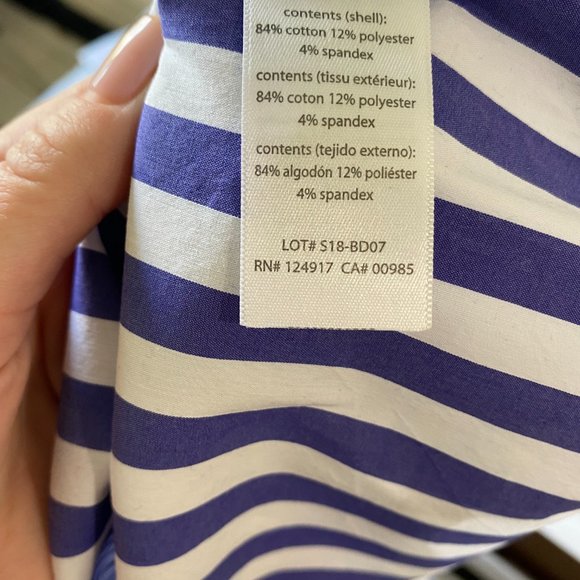 contents (shell):
84% cotton 12% polyester
4% spandex
contents (tissu extérieur):
84% coton 12% polyester
4% spandex
contents (tejido externo):
84% algodón 12% poliéster
4% spandex
LOT# S18-BD07
RN# 124917 CA# 00985